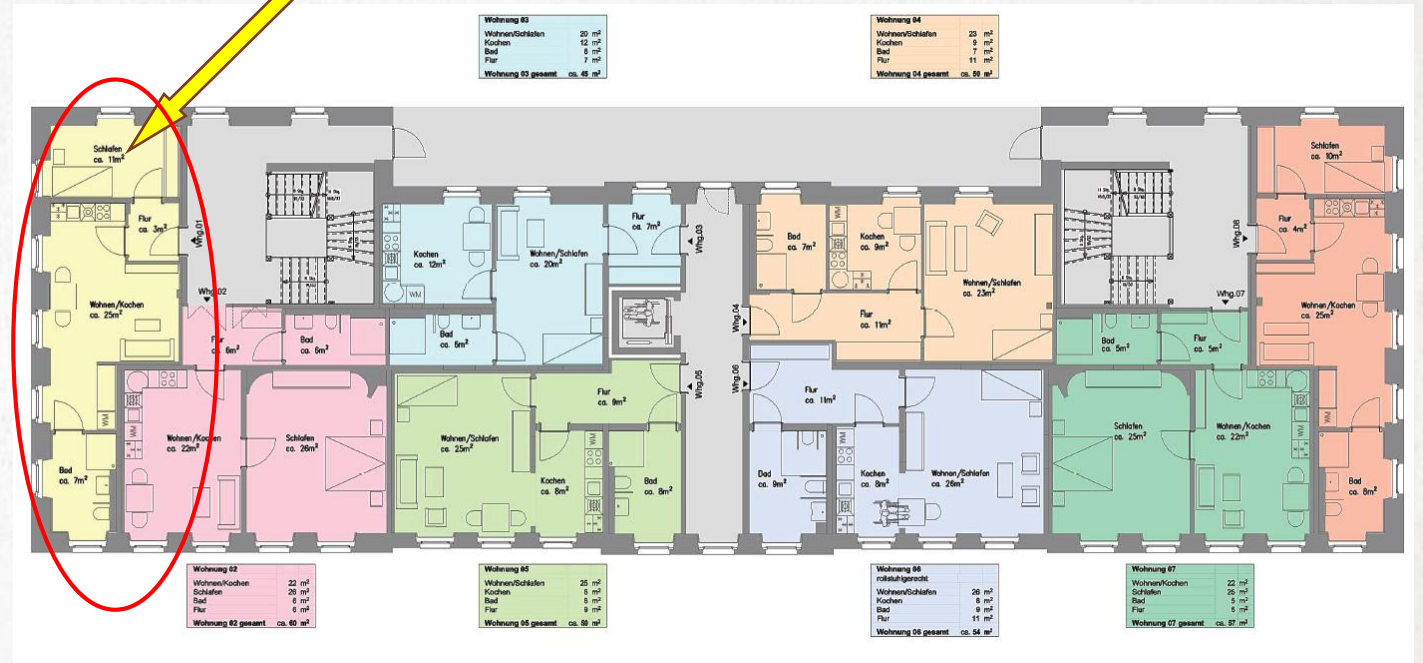 Wohnung 03
Wohnen/Schlafen 20 m²
Kochen 12 m²
Bad 6 m²
Flur 7 m²
Wohnung 03 gesamt ca. 45 m²
Wohnung 04
Wohnen/Schlafen 23 m²
Kochen 9 m²
Bad 7 m²
Flur 11 m²
Wohnung 04 gesamt ca. 50 m²
Schlafen
ca. 11m²
Flur
ca. 3m²
Whg.01
Wohnen/Kochen
ca. 25m²
WM
Bad
ca. 7m²
Whg.02
Flur
ca. 6m²
Bad
ca. 6m²
Wohnen/Kochen
ca. 22m²
WM
Schlafen
ca. 26m²
Kochen
ca. 12m²
WM
Wohnen/Schlafen
ca. 20m²
Flur
ca. 7m²
Bad
ca. 6m²
Whg.03
Whg.04
Whg.05
Whg.06
Wohnen/Schlafen
ca. 25m²
Flur
ca. 9m²
WM
Kochen
ca. 8m²
Bad
ca. 8m²
Bad
ca. 7m²
WM
Kochen
ca. 9m²
Wohnen/Schlafen
ca. 23m²
Flur
ca. 11m²
Flur
ca. 11m²
Bad
ca. 9m²
WM
Kochen
ca. 8m²
Wohnen/Schlafen
ca. 26m²
Schlafen
ca. 10m²
Flur
ca. 4m²
Whg.08
Whg.07
Wohnen/Kochen
ca. 25m²
WM
Bad
ca. 8m²
Bad
ca. 5m²
Flur
ca. 5m²
Schlafen
ca. 25m²
Wohnen/Kochen
ca. 22m²
WM
Wohnung 02
Wohnen/Kochen 22 m²
Schlafen 26 m²
Bad 6 m²
Flur 6 m²
Wohnung 02 gesamt ca. 60 m²
Wohnung 05
Wohnen/Schlafen 25 m²
Kochen 8 m²
Bad 8 m²
Flur 9 m²
Wohnung 05 gesamt ca. 50 m²
Wohnung 06
rollstuhlgerecht
Wohnen/Schlafen 26 m²
Kochen 8 m²
Bad 9 m²
Flur 11 m²
Wohnung 06 gesamt ca. 54 m²
Wohnung 07
Wohnen/Kochen 22 m²
Schlafen 25 m²
Bad 5 m²
Flur 5 m²
Wohnung 07 gesamt ca. 57 m²